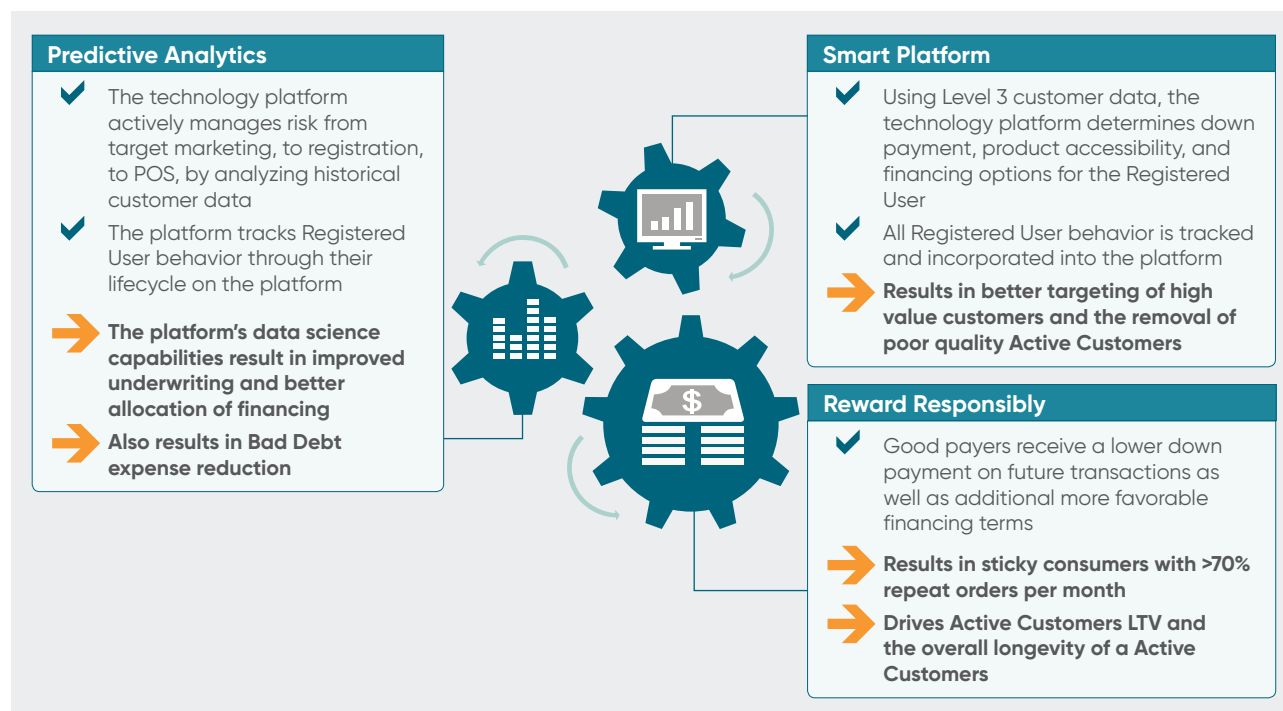 Predictive Analytics
The technology platform
actively manages risk from
target marketing, to registration,
to POS, by analyzing historical
customer data
The platform tracks Registered
User behavior through their
lifecycle on the platform
The platform’s data science
capabilities result in improved
underwriting and better
allocation of financing
Also results in Bad Debt
expense reduction
Smart Platform
Using Level 3 customer data, the
technology platform determines down
payment, product accessibility, and
financing options for the Registered
User
All Registered User behavior is tracked
and incorporated into the platform
Results in better targeting of high
value customers and the removal of
poor quality Active Customers
$
Reward Responsibly
Good payers receive a lower down
payment on future transactions as
well as additional more favorable
financing terms
Results in sticky consumers with >70%
repeat orders per month
Drives Active Customers LTV and
the overall longevity of a Active
Customers